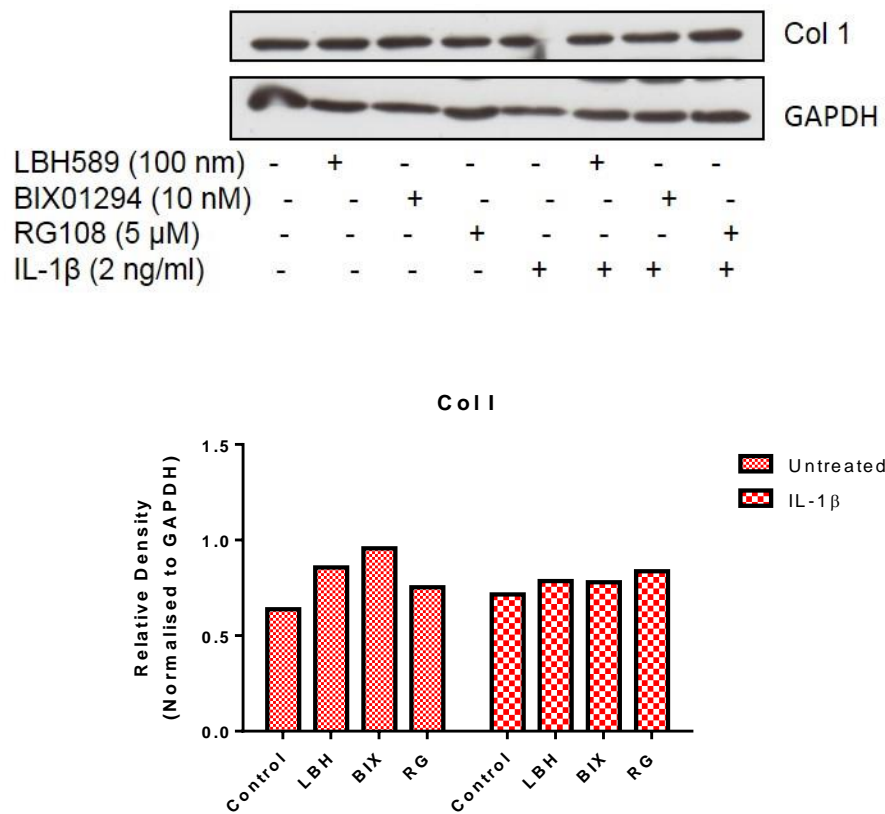 Col 1
GAPDH
LBH589 (100 nm) - + - - - + - -
BIX01294 (10 nM) - - + - - - + -
RG108 (5 µM) - - - + - - - +
IL-1β (2 ng/ml) - - - - + + + +
Col I
Relative Density
(Normalised to GAPDH)
1.5
1.0
0.5
0.0
Control LBH BIX RG Control LBH BIX RG
Untreated
IL-1β